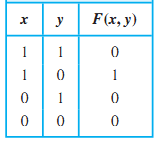 x y F(x, y)
1 1 0
1 0 1
0 1 0
0 0 0